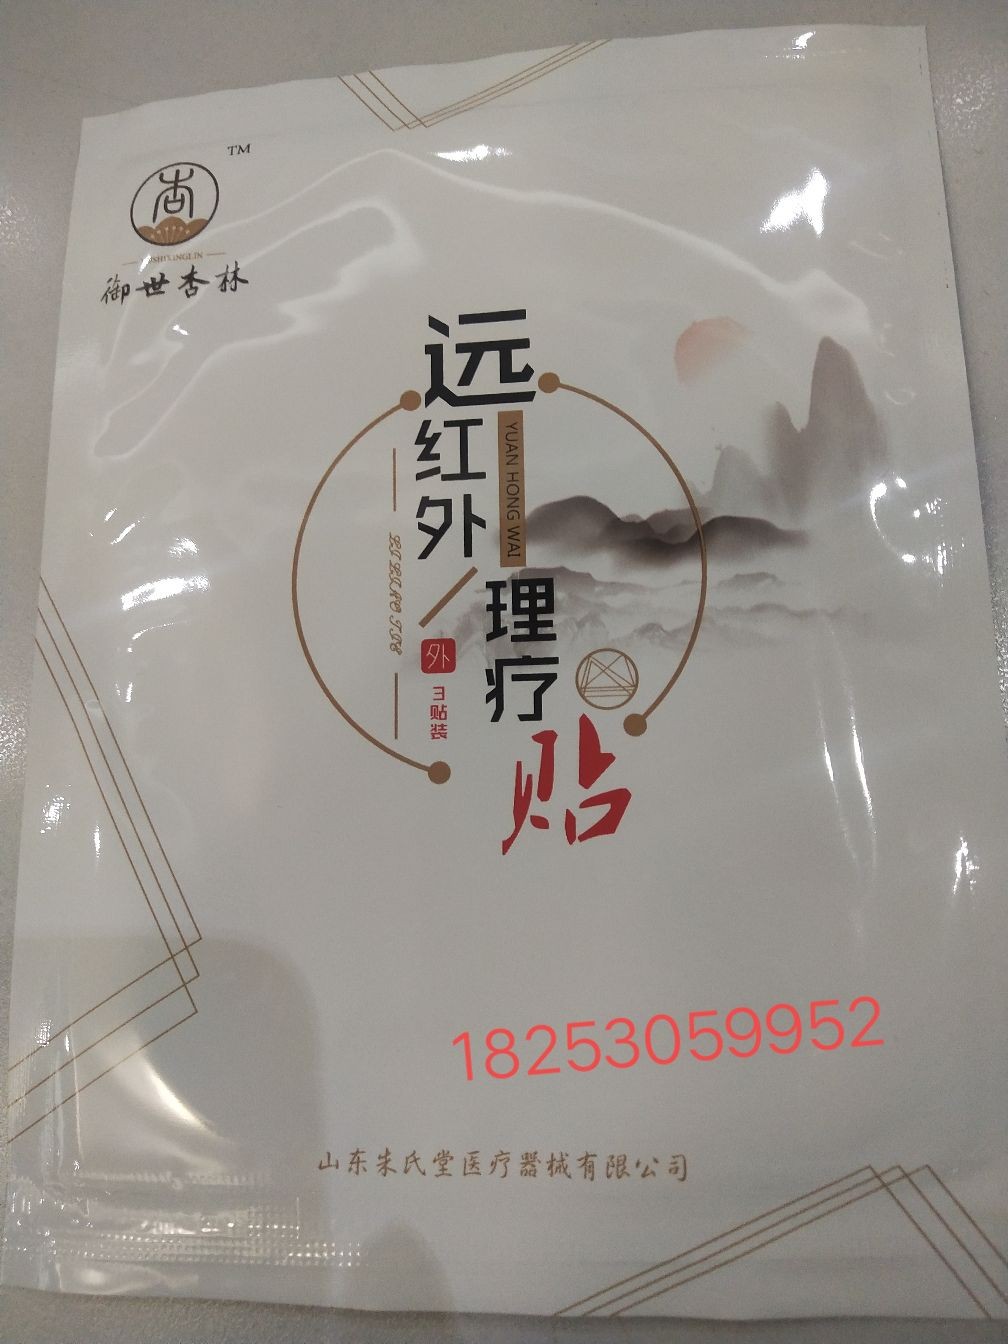 TM
御世杏林
远
红外
YUAN HONG WAI
理疗
贴
外
3贴装
18253059952
山东朱氏堂医疗器械有限公司